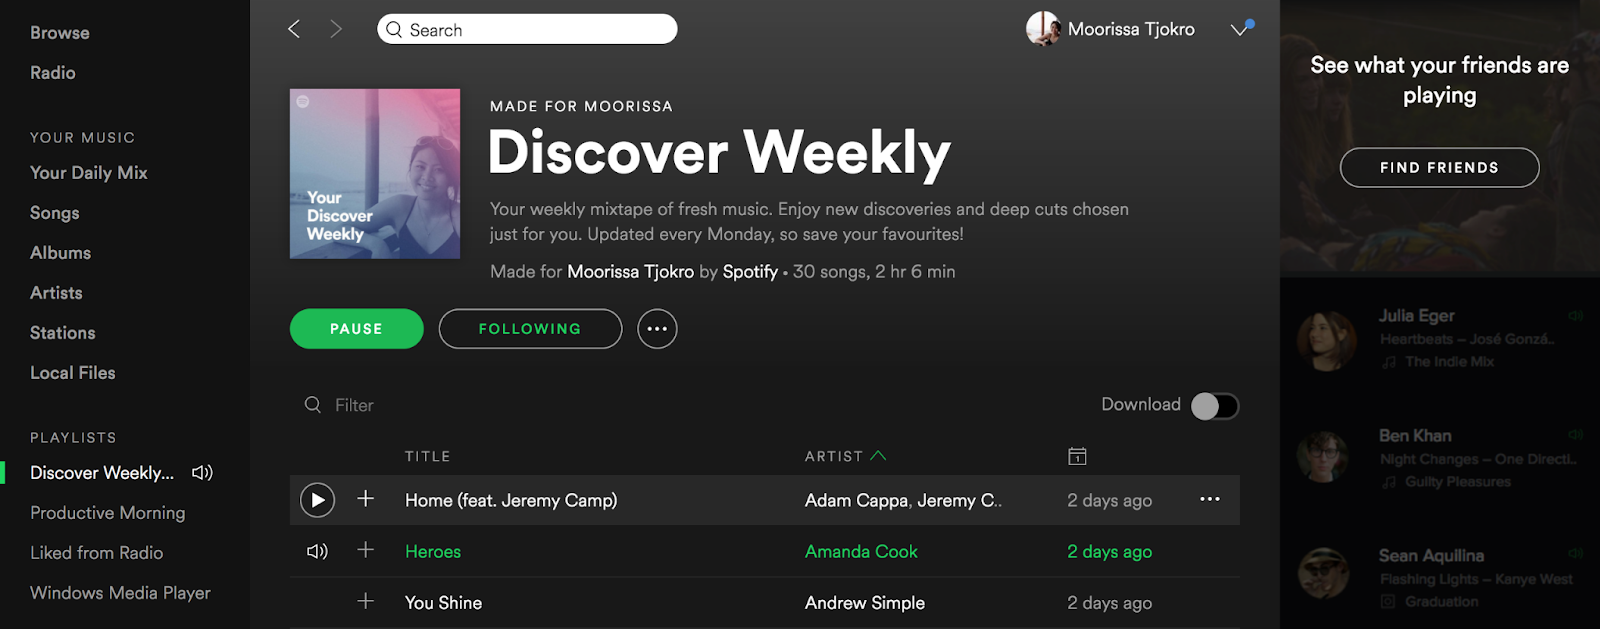 Browse
Radio
YOUR MUSIC
Your Daily Mix
Songs
Albums
Artists
Stations
Local Files
PLAYLISTS
Discover Weekly...
Productive Morning
Liked from Radio
Windows Media Player
Search
Moorissa Tjokro
Your
Discover
Weekly
MADE FOR MOORISSA
Discover Weekly
Your weekly mixtape of fresh music. Enjoy new discoveries and deep cuts chosen
just for you. Updated every Monday, so save your favourites!
Made for Moorissa Tjokro by Spotify • 30 songs, 2 hr 6 min
PAUSE FOLLOWING
Filter Download
TITLE ARTIST 1
Home (feat. Jeremy Camp) Adam Cappa, Jeremy C.. 2 days ago
Heroes Amanda Cook 2 days ago
You Shine Andrew Simple 2 days ago
See what your friends are
playing
FIND FRIENDS
Julia Eger
Heartbeats – José Gonzá..
The Indie Mix
Ben Khan
Night Changes – One Directi..
Guilty Pleasures
Sean Aquilina
Flashing Lights – Kanye West
Graduation